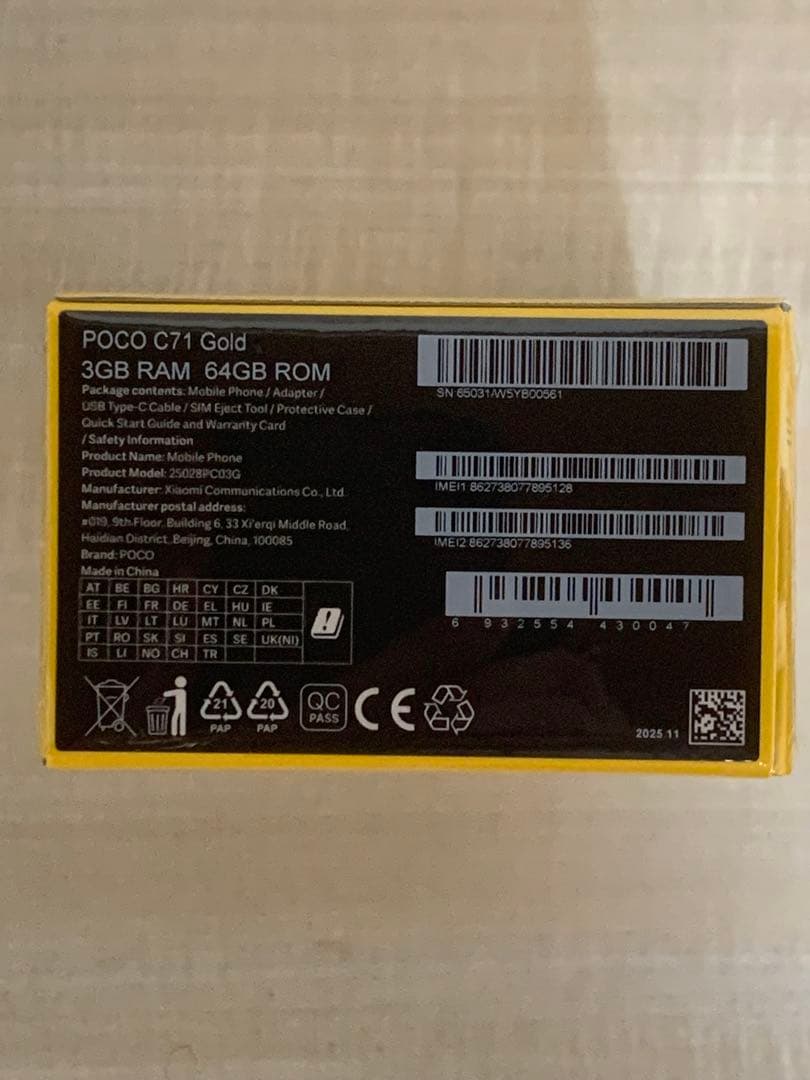 POCO C71 Gold
3GB RAM 64GB ROM
Package contents: Mobile Phone / Adapter /
USB Type-C Cable / SIM Eject Tool / Protective Case /
Quick Start Guide and Warranty Card
/ Safety Information
Product Name: Mobile Phone
Product Model: 25028PC03G
Manufacturer: Xiaomi Communications Co., Ltd.
Manufacturer postal address:
#019, 9th Floor, Building 6, 33 Xi'erqi Middle Road,
Haidian District, Beijing, China, 100085
Brand: POCO
Made in China
AT BE BG HR CY CZ DK
EE FI FR DE EL HU IE
IT LV LT LU MT NL PL
PT RO SK SI ES SE UK(NI)
IS LI NO CH TR
SN 65031/W5YB00561
IMEI1 862738077895128
IMEI2 862738077895136
6 932554 430047
21
PAP
20
PAP
QC
PASS
CE
2025.11